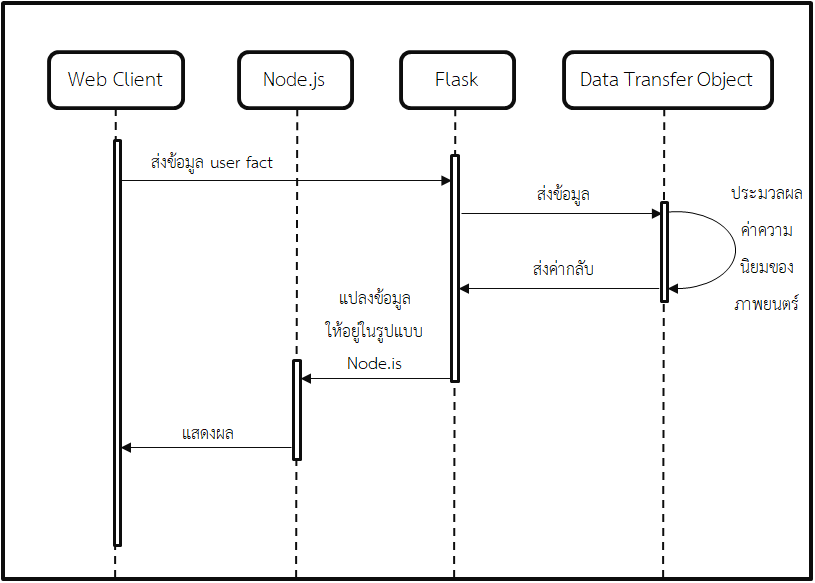 Web Client
Node.js
Flask
Data Transfer Object
ส่งข้อมูล user fact
ส่งข้อมูล
ประมวลผล
ค่าความ
นิยมของ
ภาพยนตร์
ส่งค่ากลับ
แปลงข้อมูล
ให้อยู่ในรูปแบบ
Node.is
แสดงผล